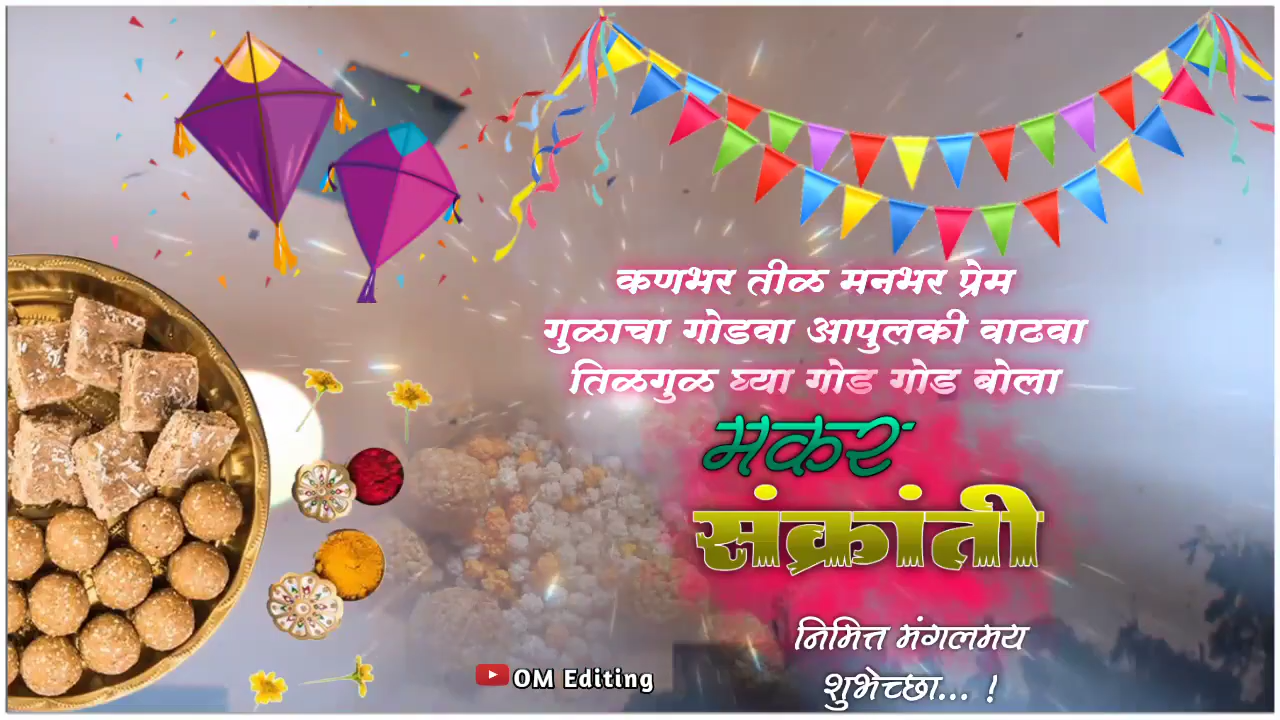 कणभर तीळ मनभर प्रेम
गुळाचा गोडवा आपुलकी वाढवा
तिळगुळ घ्या गोड गोड बोला
मकर
संक्रांती
निमित्त मंगलमय
शुभेच्छा... !
OM Editing